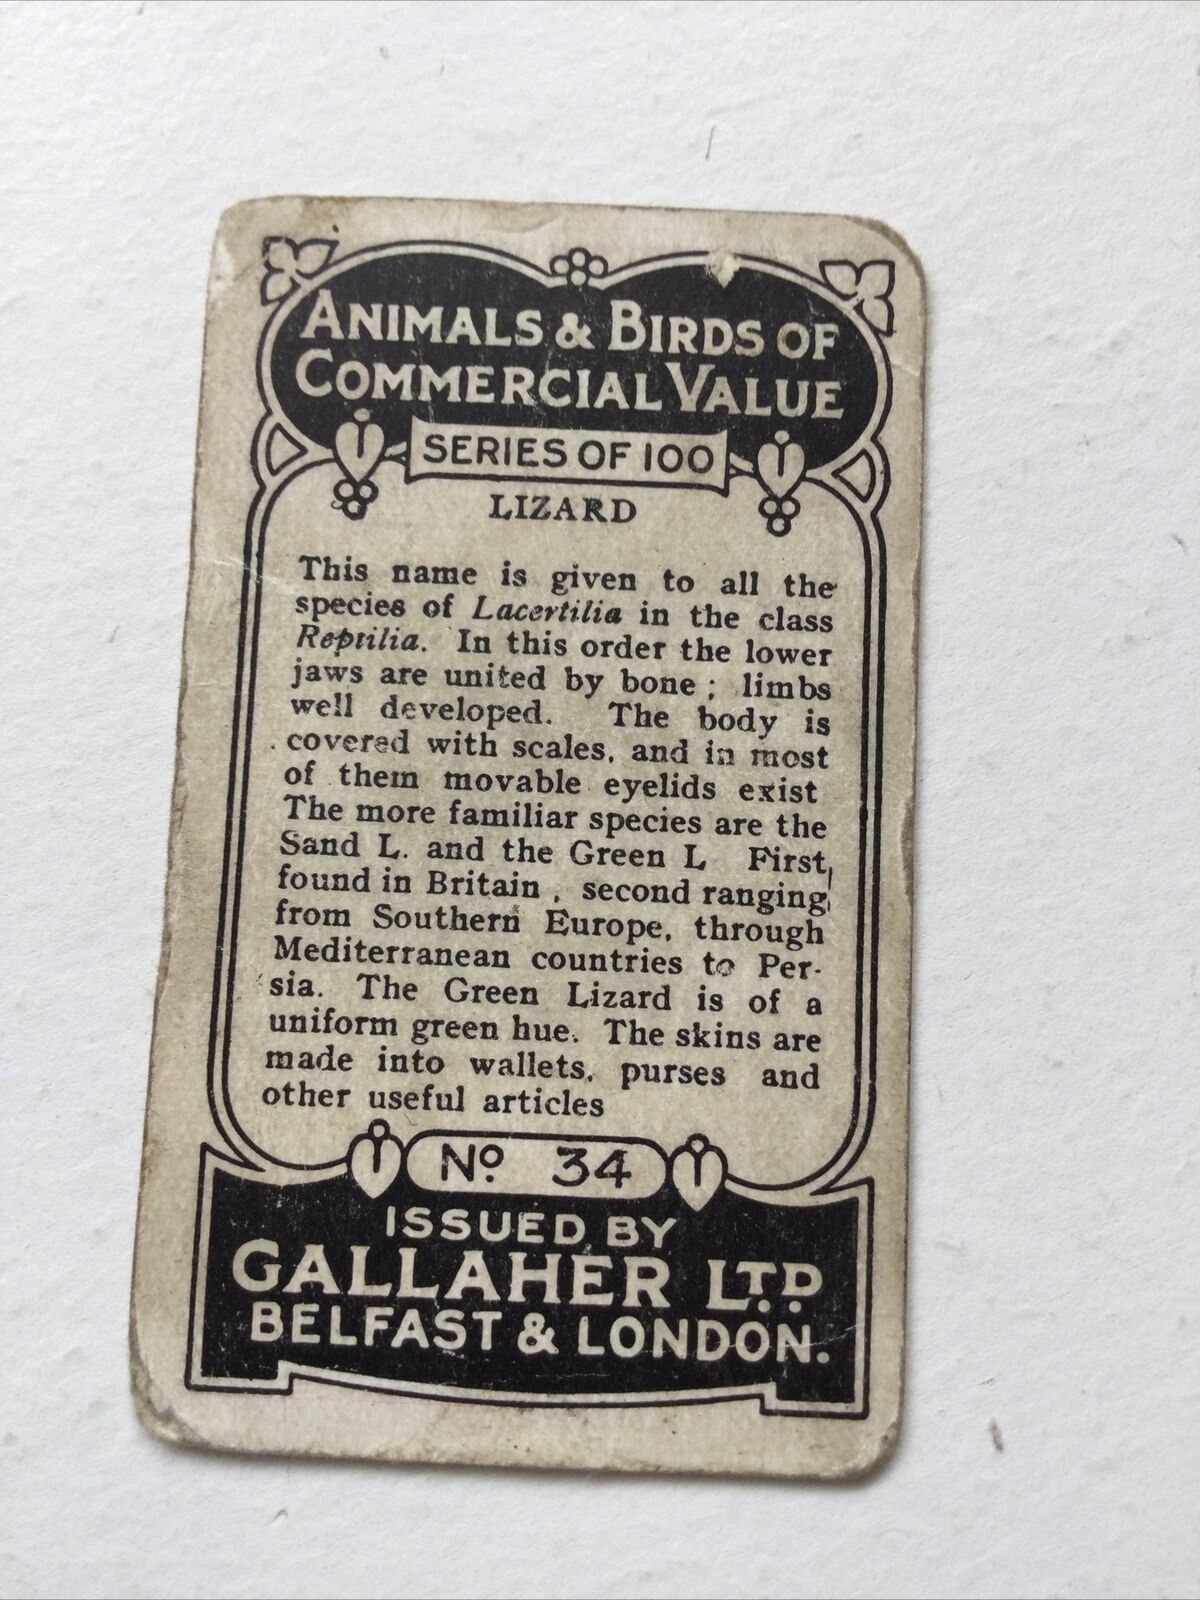 ANIMALS & BIRDS OF
COMMERCIAL VALUE
SERIES OF 100
LIZARD
This name is given to all the
species of Lacertilia in the class
Reptilia. In this order the lower
jaws are united by bone; limbs
well developed. The body is
covered with scales, and in most
of them movable eyelids exist
The more familiar species are the
Sand L. and the Green L First,
found in Britain, second ranging
from Southern Europe, through
Mediterranean countries to Per-
sia. The Green Lizard is of a
uniform green hue. The skins are
made into wallets, purses and
other useful articles
No. 34
ISSUED BY
GALLAHER LTD
BELFAST & LONDON.